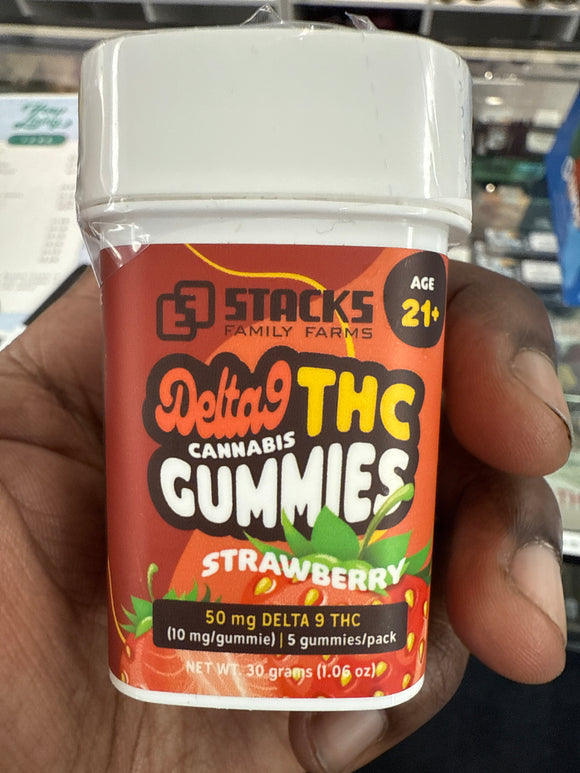 STACKS
FAMILY FARMS
AGE
21+
Delta9 THC
CANNABIS
GUMMIES
STRAWBERRY
50 mg DELTA 9 THC
(10 mg/gummie) | 5 gummies/pack
NET WT. 30 grams (1.06 oz)